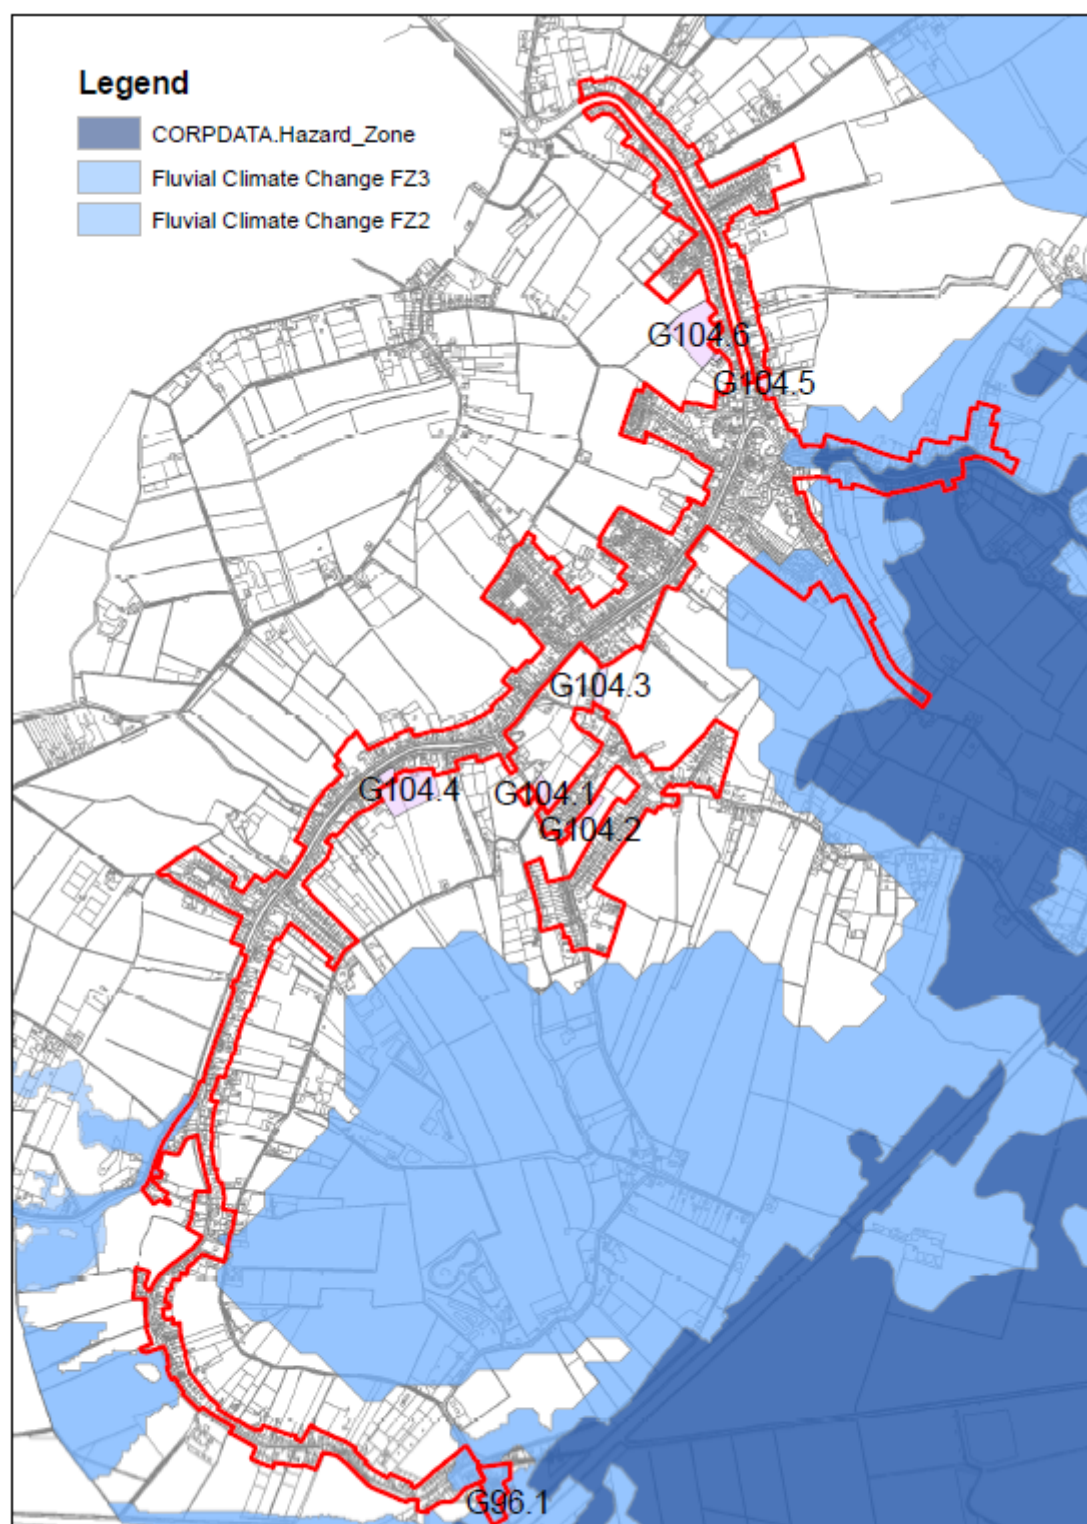 Legend
CORPDATA.Hazard_Zone
Fluvial Climate Change FZ3
Fluvial Climate Change FZ2
G104.6
G104.5
G104.3
G104.4
G104.1
G104.2
G96.1